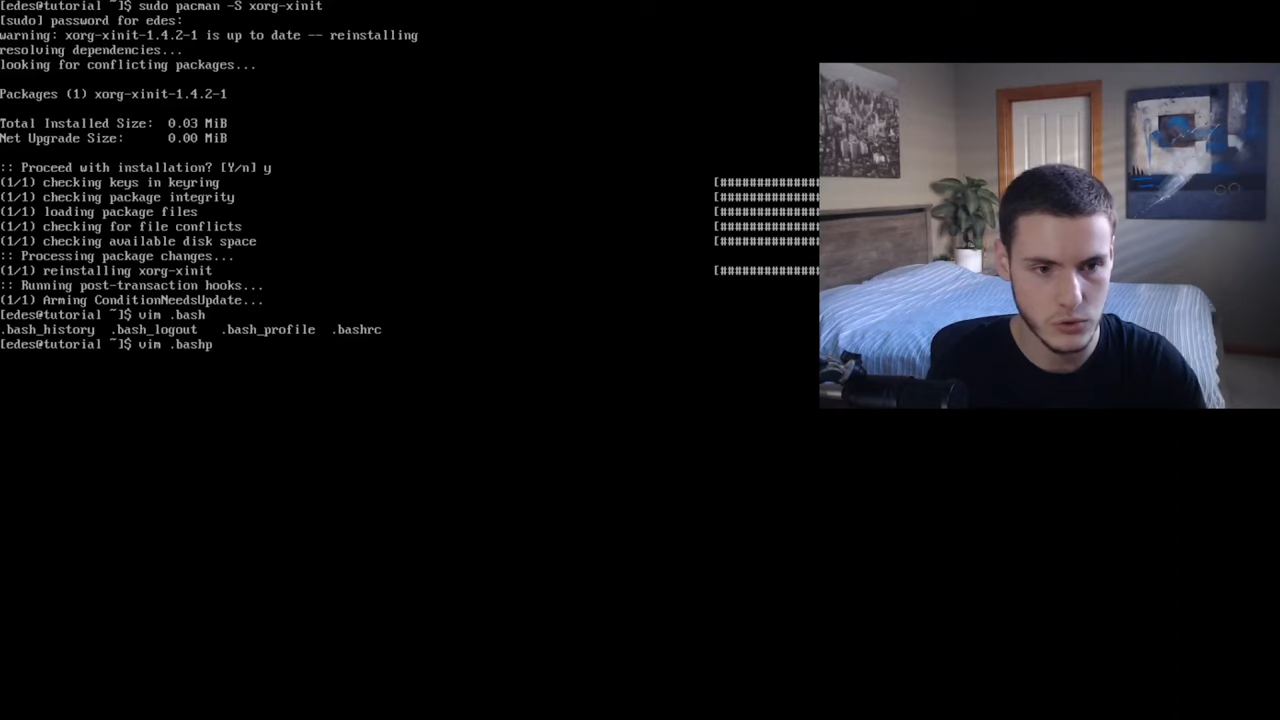 [edes@tutorial ~]$ sudo pacman -S xorg-xinit
[sudo] password for edes:
warning: xorg-xinit-1.4.2-1 is up to date -- reinstalling
resolving dependencies...
looking for conflicting packages...
Packages (1) xorg-xinit-1.4.2-1
Total Installed Size:  0.03 MiB
Net Upgrade Size:      0.00 MiB
:: Proceed with installation? [Y/n] y
(1/1) checking keys in keyring [##############
(1/1) checking package integrity [##############
(1/1) loading package files [##############
(1/1) checking for file conflicts [##############
(1/1) checking available disk space [##############
:: Processing package changes...
(1/1) reinstalling xorg-xinit [##############
:: Running post-transaction hooks...
(1/1) Arming ConditionNeedsUpdate...
[edes@tutorial ~]$ vim .bash
.bash_history  .bash_logout   .bash_profile  .bashrc
[edes@tutorial ~]$ vim .bashp